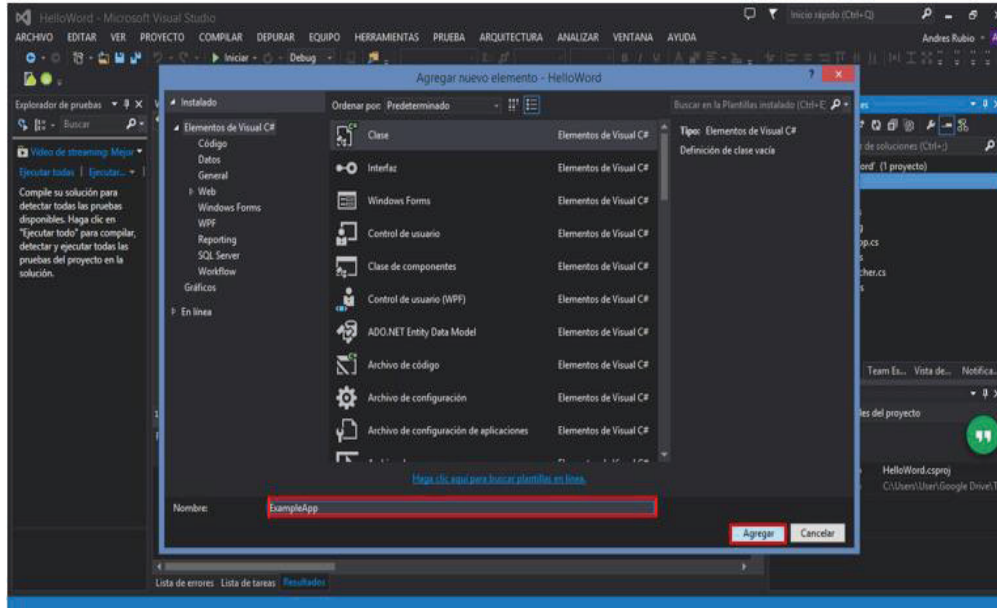 HelloWord - Microsoft Visual Studio
Inicio rápido (Ctrl+Q)
ARCHIVO EDITAR VER PROYECTO COMPILAR DEPURAR EQUIPO HERRAMIENTAS PRUEBA ARQUITECTURA ANALIZAR VENTANA AYUDA
Andres Rubio
Iniciar Debug
Agregar nuevo elemento - HelloWord
Explorador de pruebas
Buscar
Video de streaming: Mejor
Ejecutar todas | Ejecutar...
Compile su solución para
detectar todas las pruebas
disponibles. Haga clic en
"Ejecutar todo" para compilar,
detectar y ejecutar todas las
pruebas del proyecto en la
solución.
Instalado
Elementos de Visual C#
Código
Datos
General
Web
Windows Forms
WPF
Reporting
SQL Server
Workflow
Gráficos
En línea
Ordenar por: Predeterminado
Clase Elementos de Visual C#
Interfaz Elementos de Visual C#
Windows Forms Elementos de Visual C#
Control de usuario Elementos de Visual C#
Clase de componentes Elementos de Visual C#
Control de usuario (WPF) Elementos de Visual C#
ADO.NET Entity Data Model Elementos de Visual C#
Archivo de código Elementos de Visual C#
Archivo de configuración Elementos de Visual C#
Archivo de configuración de aplicaciones Elementos de Visual C#
Haga clic aquí para buscar plantillas en línea.
Buscar en la Plantillas instalado (Ctrl+E)
Tipo: Elementos de Visual C#
Definición de clase vacía
Nombre: ExampleApp
Agregar Cancelar
de soluciones (Ctrl+;)
ord' (1 proyecto)
pp.cs
cher.cs
Team Es... Vista de... Notifica...
es del proyecto
HelloWord.csproj
C:\Users\User\Google Drive\T
Lista de errores Lista de tareas Resultados